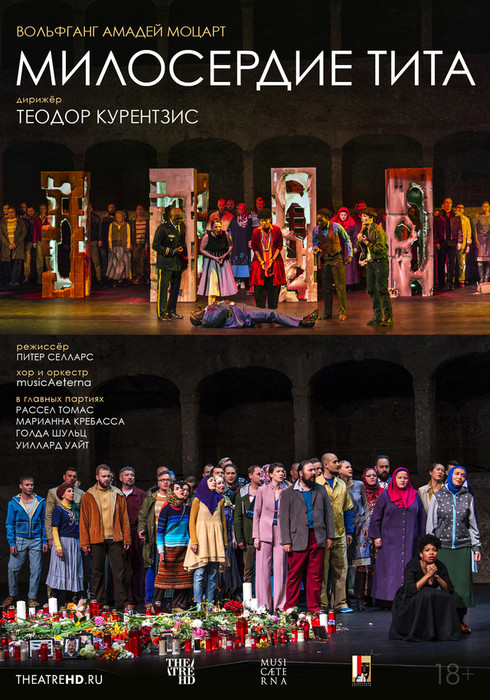 ВОЛЬФГАНГ АМАДЕЙ МОЦАРТ
МИЛОСЕРДИЕ ТИТА
дирижёр
ТЕОДОР КУРЕНТЗИС
режиссёр
ПИТЕР СЕЛЛАРС
хор и оркестр
musicAeterna
в главных партиях
РАССЕЛ ТОМАС
МАРИАННА КРЕБАССА
ГОЛДА ШУЛЬЦ
УИЛЛАРД УАЙТ
THEATREHD.RU
THE
ATRE
HD
MUSI
CÆTE
RNA
18+